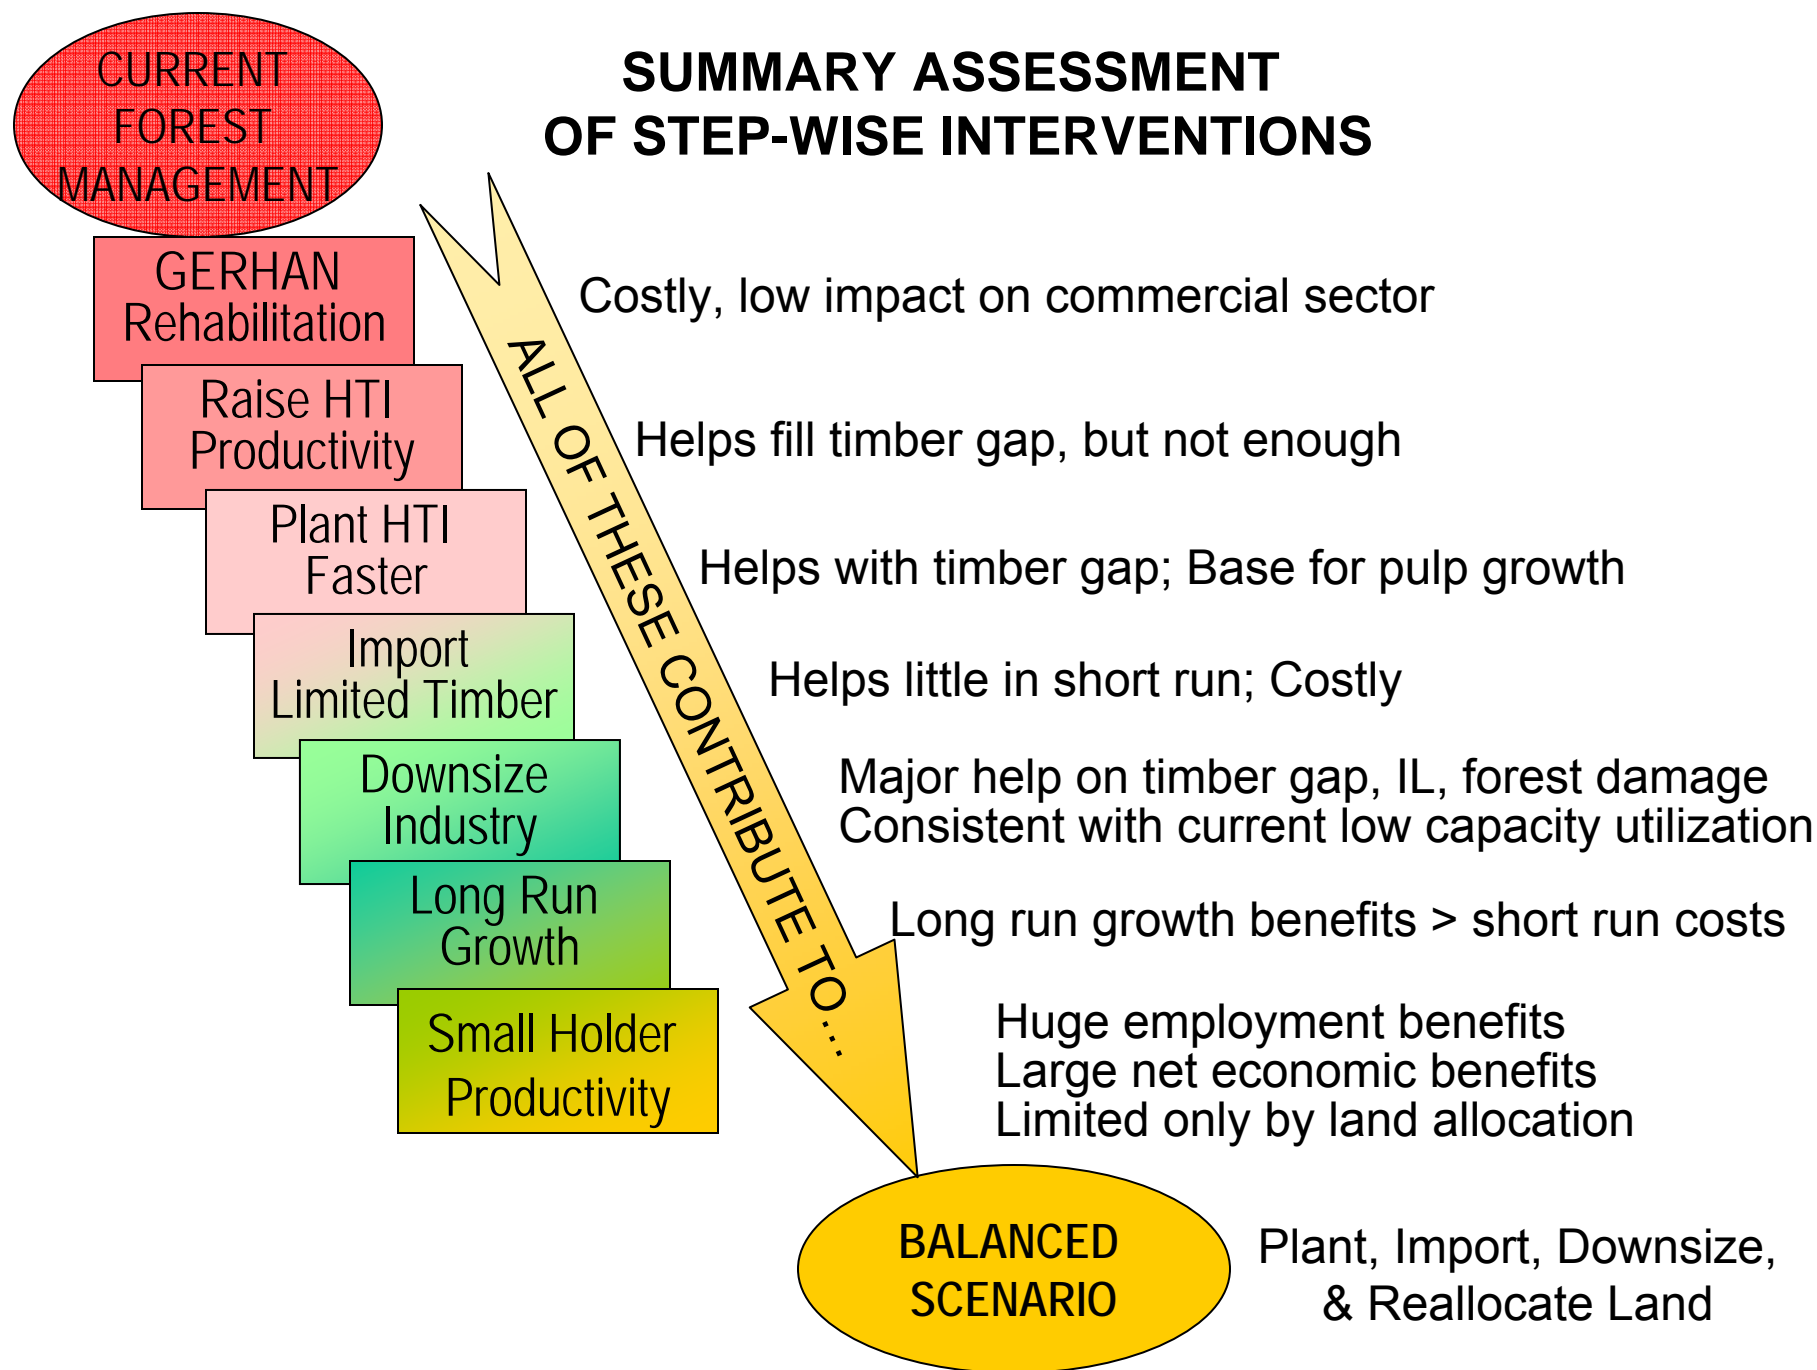 CURRENT
FOREST
MANAGEMENT
SUMMARY ASSESSMENT
OF STEP-WISE INTERVENTIONS
GERHAN
Rehabilitation
Costly, low impact on commercial sector
Raise HTI
Productivity
Helps fill timber gap, but not enough
Plant HTI
Faster
Helps with timber gap; Base for pulp growth
Import
Limited Timber
Helps little in short run; Costly
Downsize
Industry
Major help on timber gap, IL, forest damage
Consistent with current low capacity utilization
Long Run
Growth
Long run growth benefits > short run costs
Small Holder
Productivity
Huge employment benefits
Large net economic benefits
Limited only by land allocation
ALL OF THESE CONTRIBUTE TO…
BALANCED
SCENARIO
Plant, Import, Downsize,
& Reallocate Land